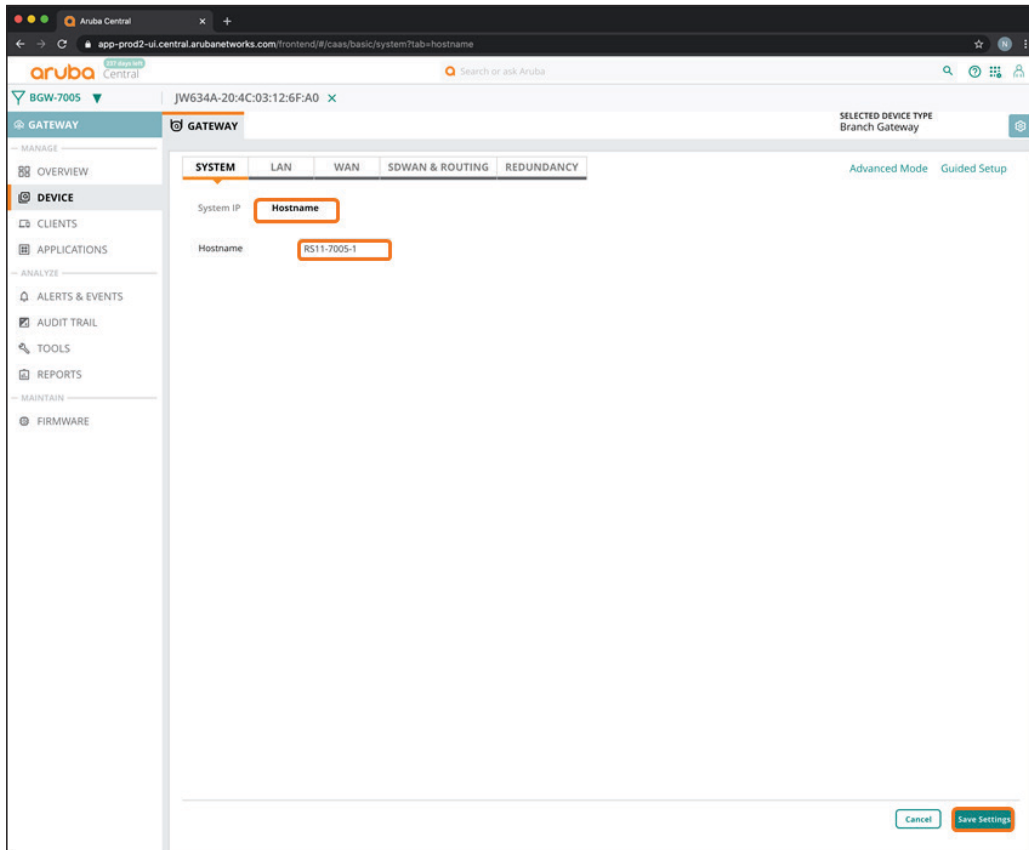 Aruba Central
app-prod2-ui.central.arubanetworks.com/frontend/#/caas/basic/system?tab=hostname
N
aruba Central
Search or ask Aruba
BGW-7005
JW634A-20:4C:03:12:6F:A0
GATEWAY
GATEWAY
SELECTED DEVICE TYPE
Branch Gateway
MANAGE
OVERVIEW
DEVICE
CLIENTS
APPLICATIONS
ANALYZE
ALERTS & EVENTS
AUDIT TRAIL
TOOLS
REPORTS
MAINTAIN
FIRMWARE
SYSTEM LAN WAN SDWAN & ROUTING REDUNDANCY
Advanced Mode Guided Setup
System IP Hostname
Hostname RS11-7005-1
Cancel Save Settings